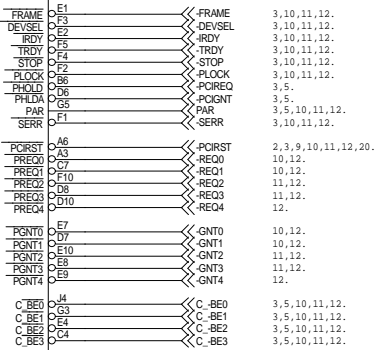 FRAME E1 -FRAME 3,10,11,12.
DEVSEL F3 -DEVSEL 3,10,11,12.
IRDY E2 -IRDY 3,10,11,12.
TRDY F5 -TRDY 3,10,11,12.
STOP F4 -STOP 3,10,11,12.
PLOCK F2 -PLOCK 3,10,11,12.
PHOLD B6 -PCIREQ 3,5.
PHLDA D6 -PCIGNT 3,5.
PAR G5 PAR 3,5,10,11,12.
SERR F1 -SERR 3,10,11,12.
PCIRST A6 -PCIRST 2,3,9,10,11,12,20.
PREQ0 A3 -REQ0 10,12.
PREQ1 C7 -REQ1 10,12.
PREQ2 F10 -REQ2 11,12.
PREQ3 D8 -REQ3 11,12.
PREQ4 D10 -REQ4 12.
PGNT0 E7 -GNT0 10,12.
PGNT1 D7 -GNT1 10,12.
PGNT2 E10 -GNT2 11,12.
PGNT3 E8 -GNT3 11,12.
PGNT4 E9 -GNT4 12.
C_BE0 J4 C_-BE0 3,5,10,11,12.
C_BE1 G3 C_-BE1 3,5,10,11,12.
C_BE2 E4 C_-BE2 3,5,10,11,12.
C_BE3 C4 C_-BE3 3,5,10,11,12.